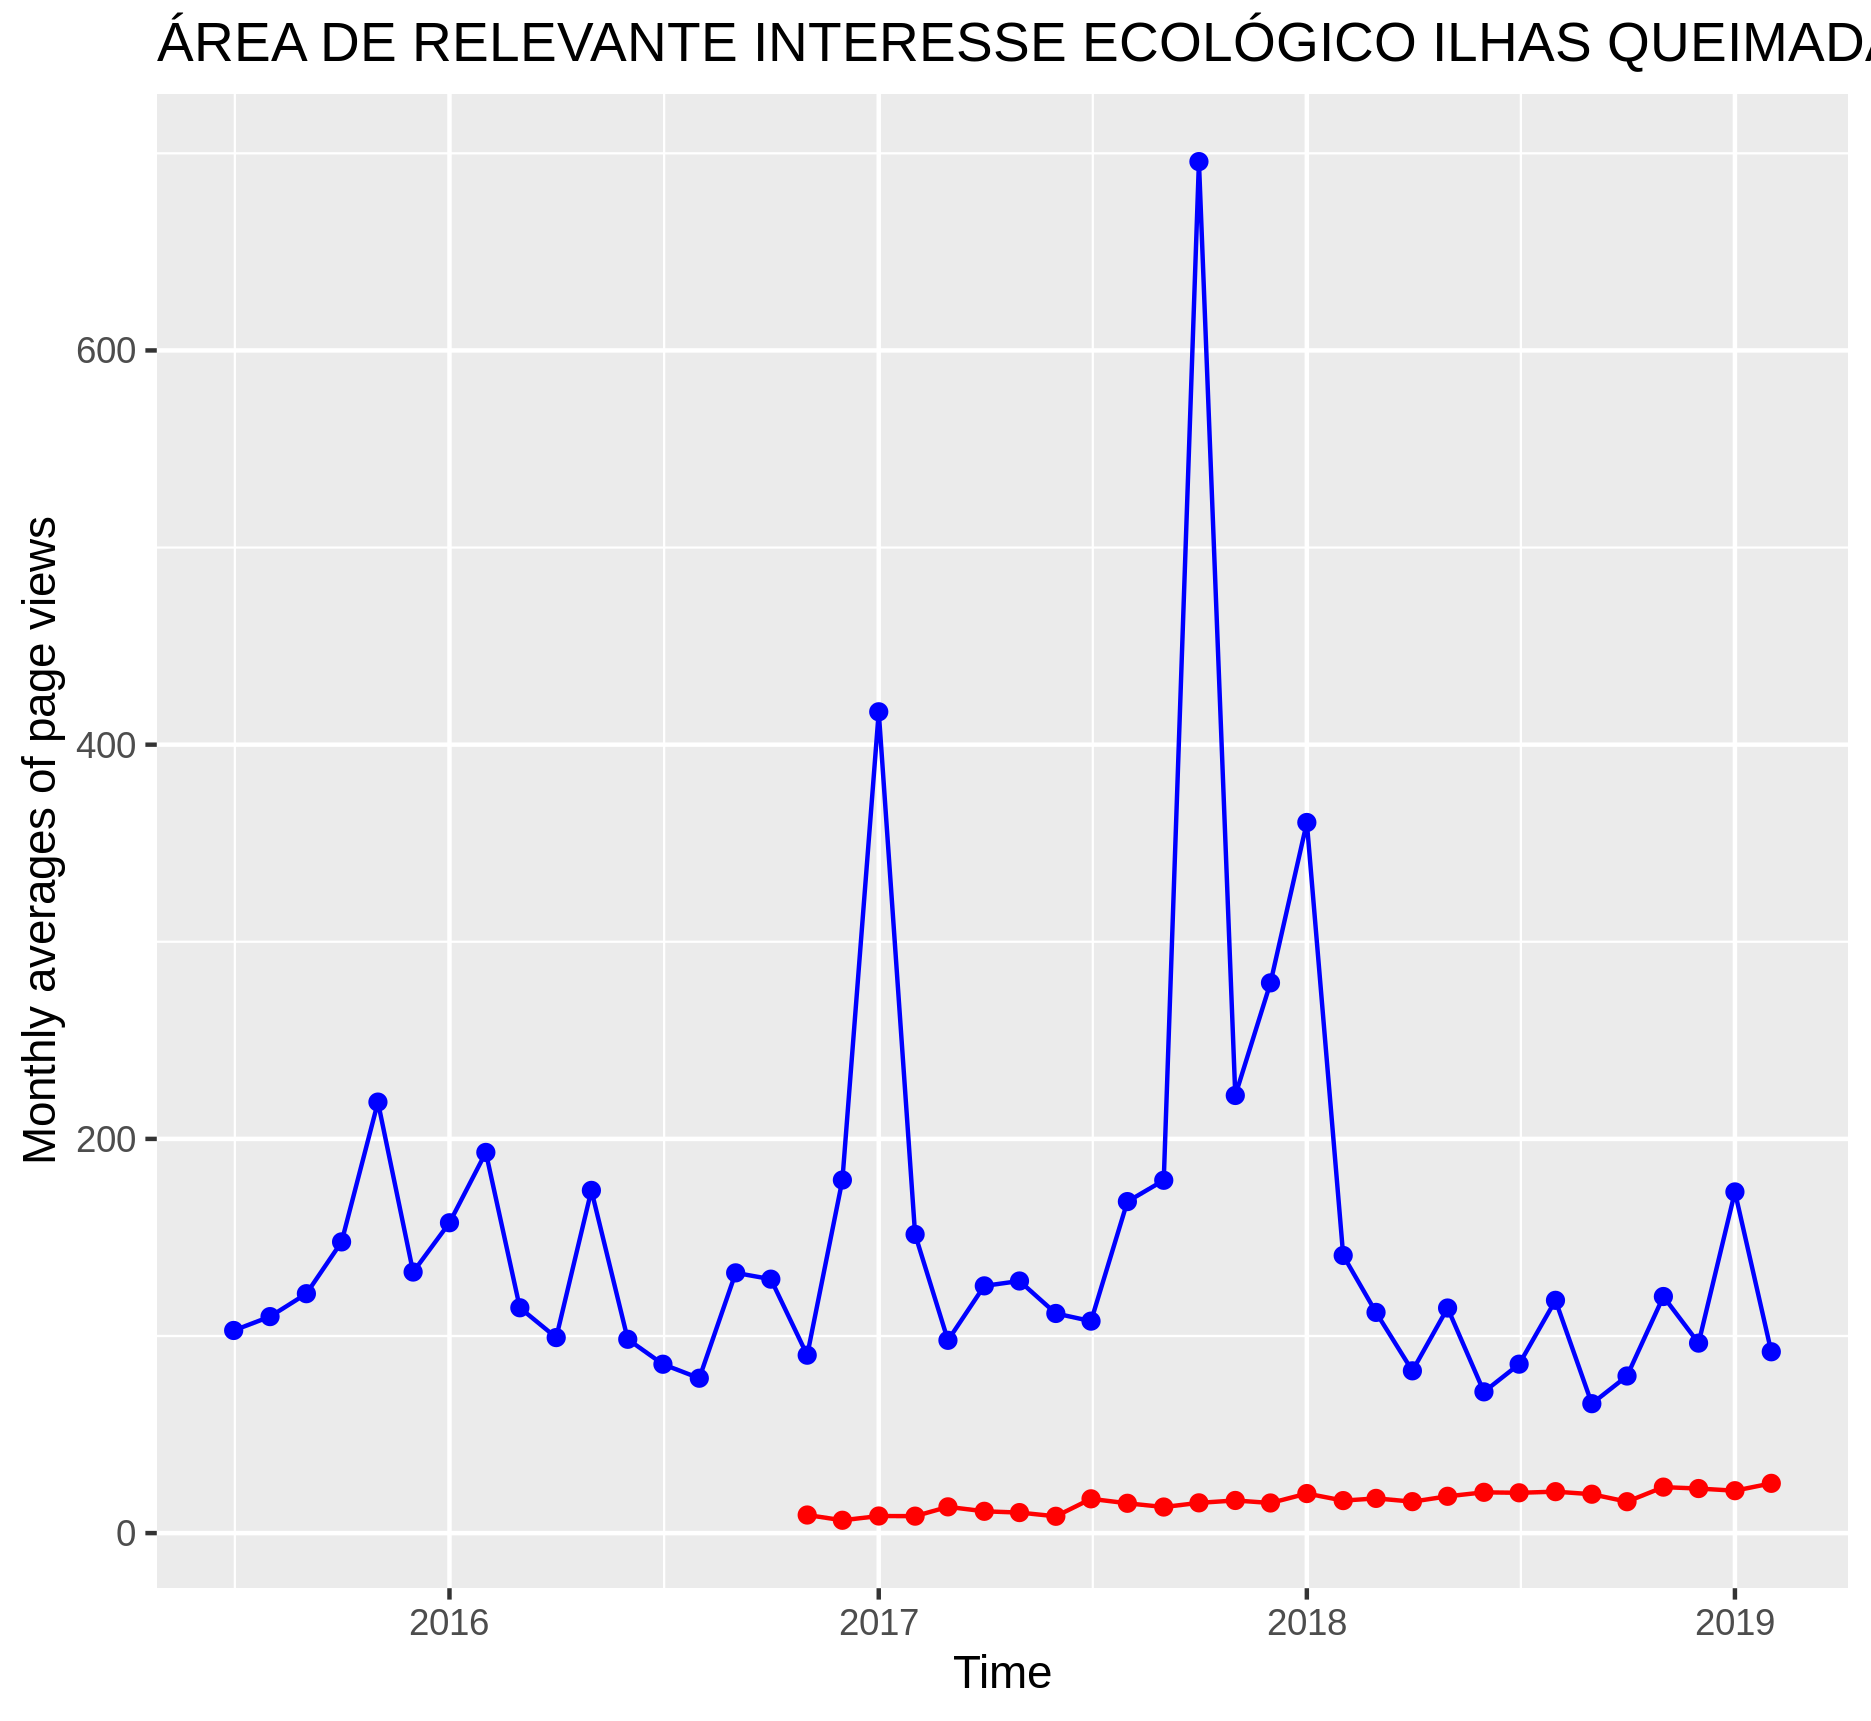 ÁREA DE RELEVANTE INTERESSE ECOLÓGICO ILHAS QUEIMADA
Monthly averages of page views
600
400
200
0
2016 2017 2018 2019
Time